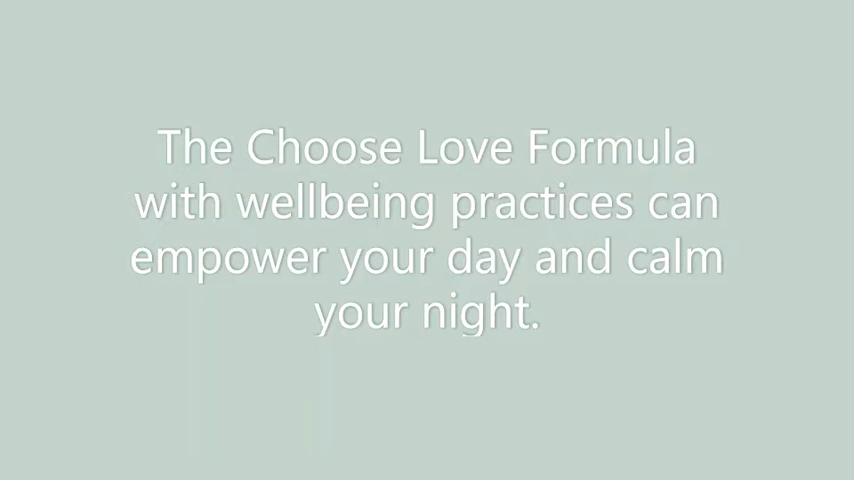 The Choose Love Formula
with wellbeing practices can
empower your day and calm
your night.